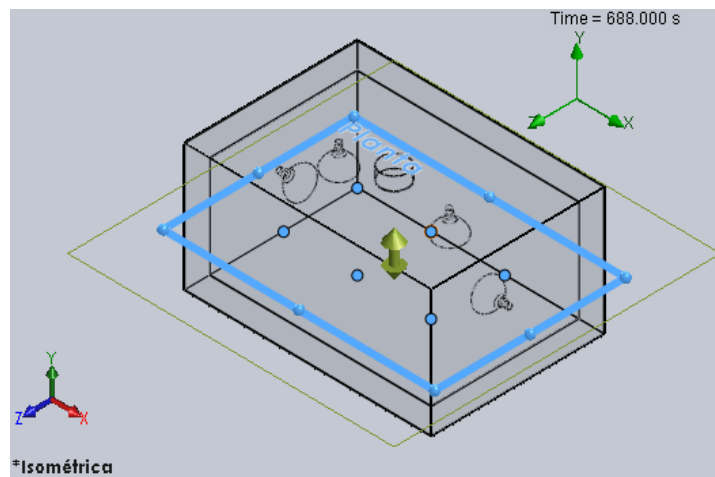 Time = 688.000 s
Y
Z
X
Planta
Y
Z
X
*Isométrica